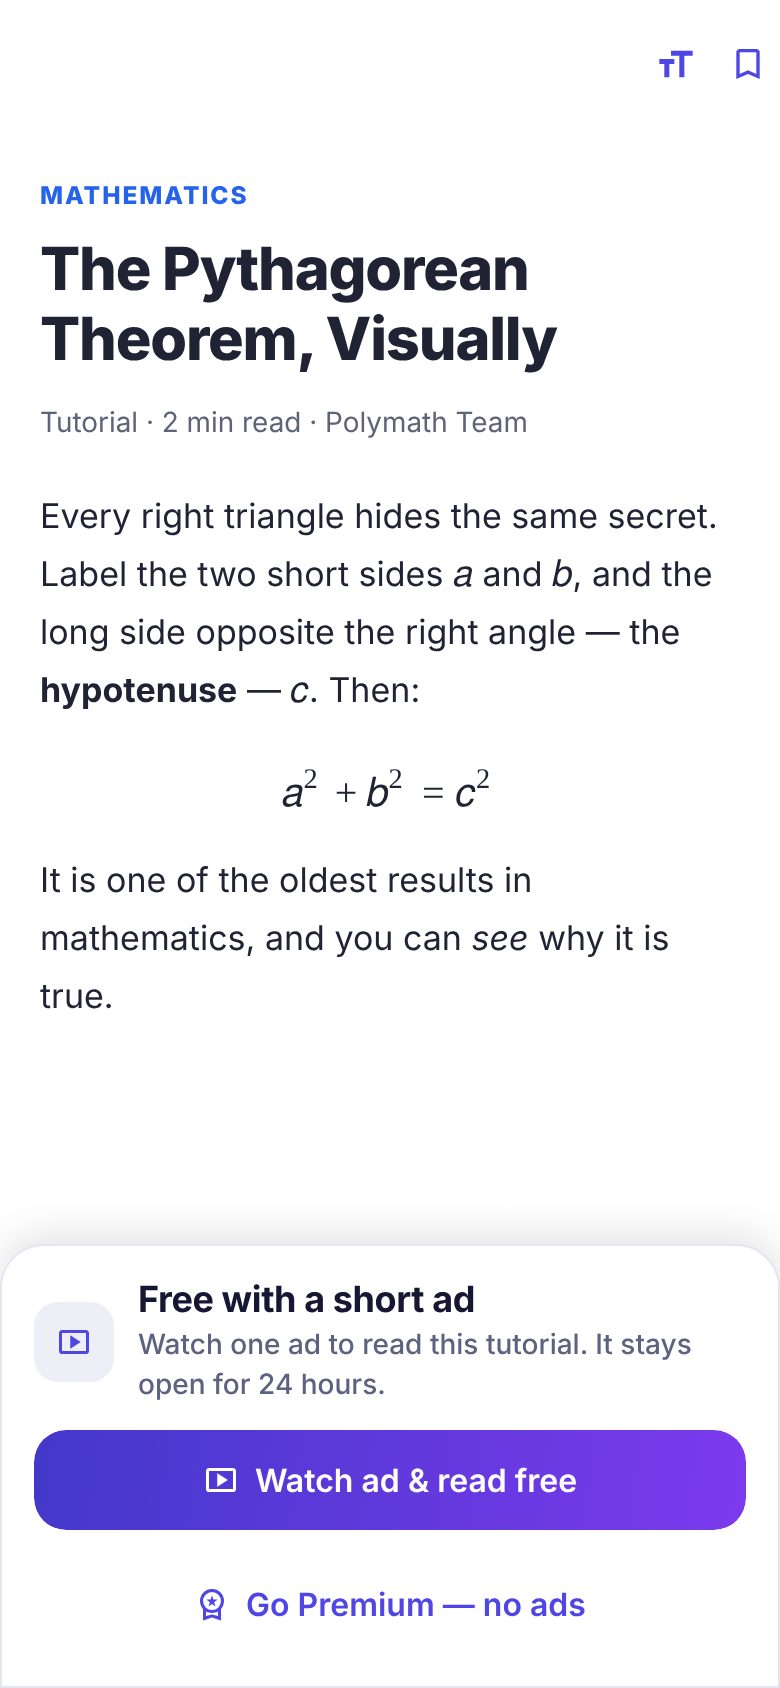 MATHEMATICS
The Pythagorean
Theorem, Visually
Tutorial · 2 min read · Polymath Team
Every right triangle hides the same secret.
Label the two short sides a and b, and the
long side opposite the right angle — the
hypotenuse — c. Then:
a² + b² = c²
It is one of the oldest results in
mathematics, and you can see why it is
true.
Free with a short ad
Watch one ad to read this tutorial. It stays
open for 24 hours.
Watch ad & read free
Go Premium — no ads